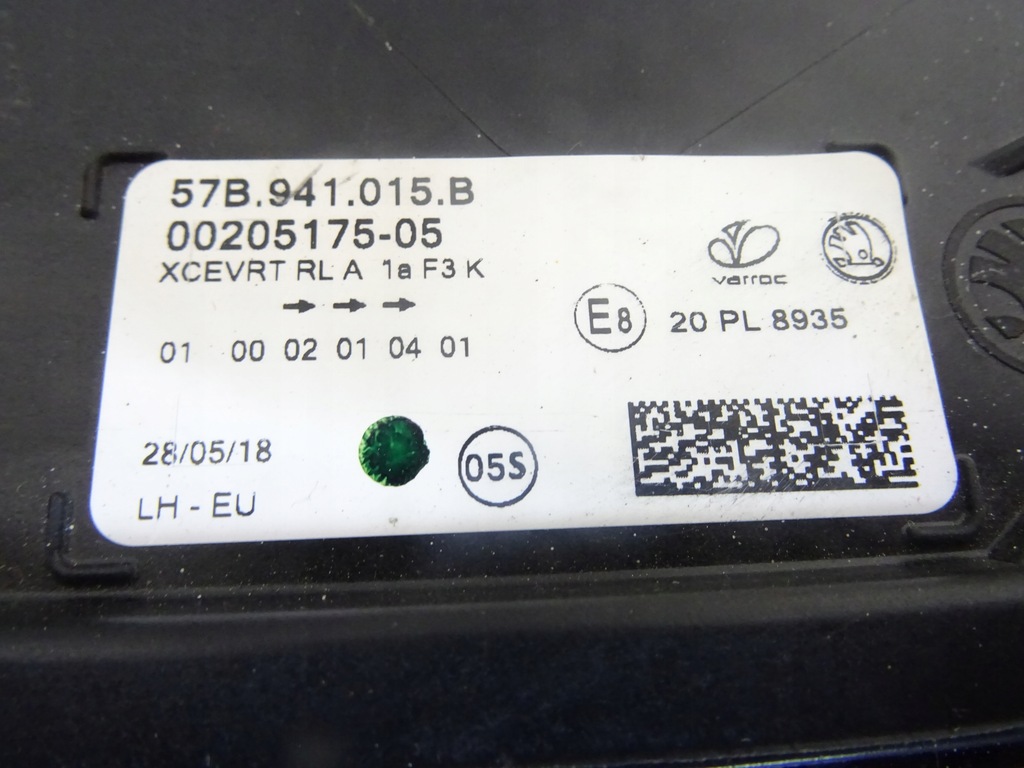 57B.941.015.B
00205175-05
XCEVRT RL A 1a F3 K
01 00 02 01 04 01
varroc
E8 20 PL 8935
28/05/18
05S
LH - EU